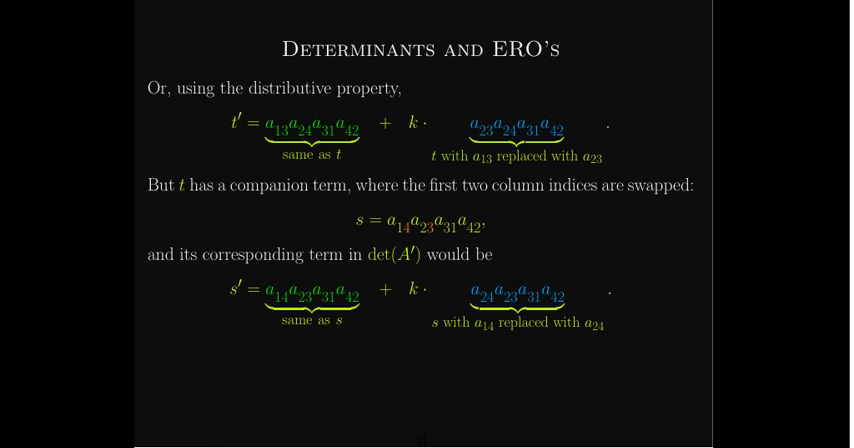 Determinants and ERO's
Or, using the distributive property,
t′ = a₁₃a₂₄a₃₁a₄₂ + k · a₂₃a₂₄a₃₁a₄₂ .
same as t t with a₁₃ replaced with a₂₃
But t has a companion term, where the first two column indices are swapped:
s = a₁₄a₂₃a₃₁a₄₂,
and its corresponding term in det(A′) would be
s′ = a₁₄a₂₃a₃₁a₄₂ + k · a₂₄a₂₃a₃₁a₄₂ .
same as s s with a₁₄ replaced with a₂₄